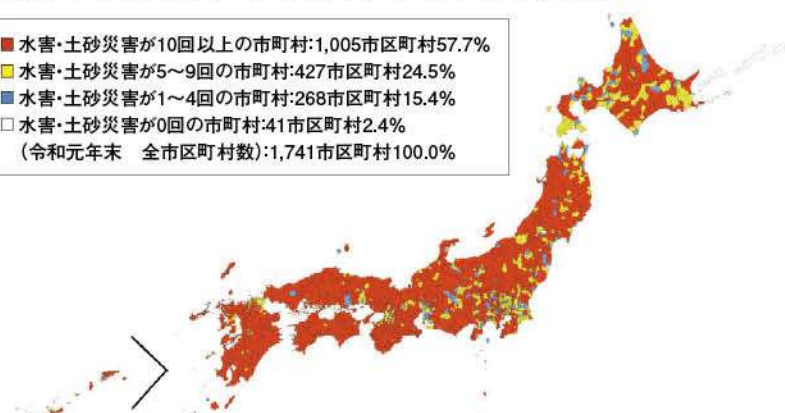 水害・土砂災害が10回以上の市町村:1,005市区町村57.7%
水害・土砂災害が5～9回の市町村:427市区町村24.5%
水害・土砂災害が1～4回の市町村:268市区町村15.4%
水害・土砂災害が0回の市町村:41市区町村2.4%
(令和元年末　全市区町村数):1,741市区町村100.0%